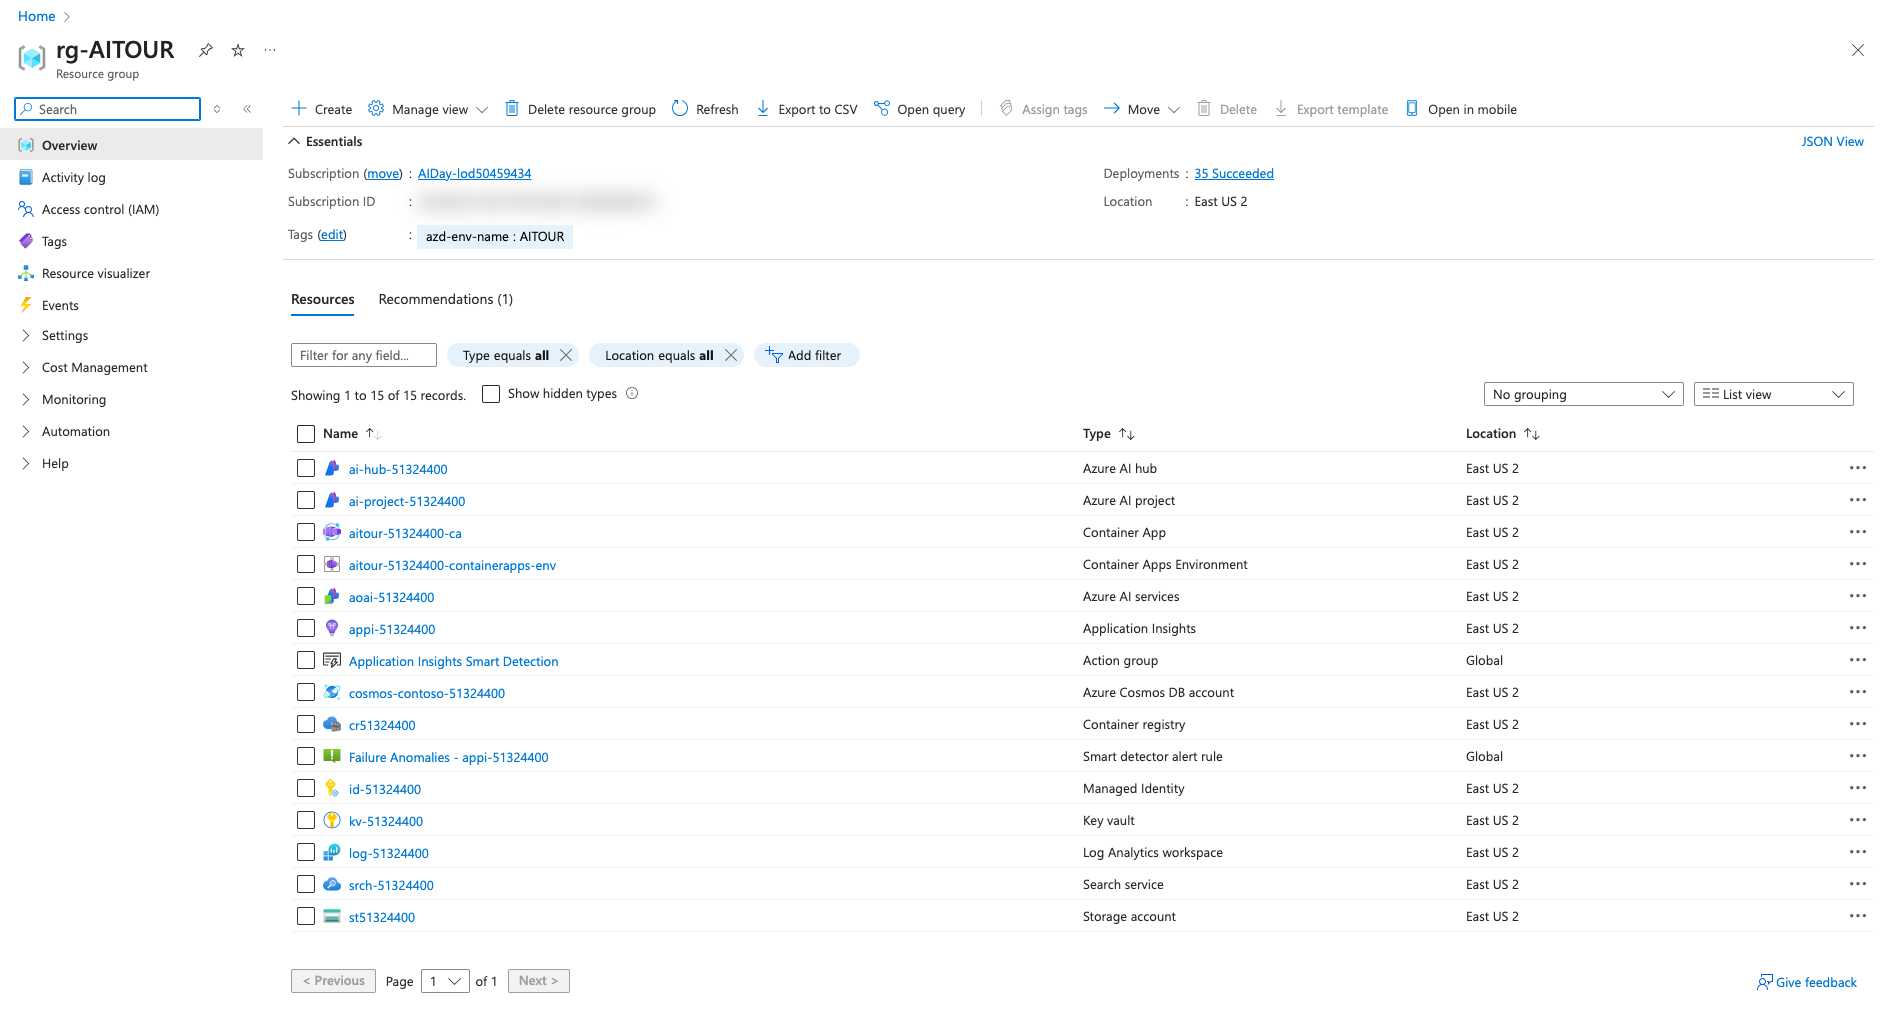 Home
rg-AITOUR
Resource group
Search
Overview
Activity log
Access control (IAM)
Tags
Resource visualizer
Events
Settings
Cost Management
Monitoring
Automation
Help
Create Manage view Delete resource group Refresh Export to CSV Open query Assign tags Move Delete Export template Open in mobile
Essentials JSON View
Subscription (move) : AIDay-lod50459434 Deployments : 35 Succeeded
Subscription ID : Location : East US 2
Tags (edit) : azd-env-name : AITOUR
Resources Recommendations (1)
Filter for any field... Type equals all Location equals all Add filter
Showing 1 to 15 of 15 records. Show hidden types No grouping List view
Name Type Location
ai-hub-51324400 Azure AI hub East US 2
ai-project-51324400 Azure AI project East US 2
aitour-51324400-ca Container App East US 2
aitour-51324400-containerapps-env Container Apps Environment East US 2
aoai-51324400 Azure AI services East US 2
appi-51324400 Application Insights East US 2
Application Insights Smart Detection Action group Global
cosmos-contoso-51324400 Azure Cosmos DB account East US 2
cr51324400 Container registry East US 2
Failure Anomalies - appi-51324400 Smart detector alert rule Global
id-51324400 Managed Identity East US 2
kv-51324400 Key vault East US 2
log-51324400 Log Analytics workspace East US 2
srch-51324400 Search service East US 2
st51324400 Storage account East US 2
< Previous Page 1 of 1 Next > Give feedback